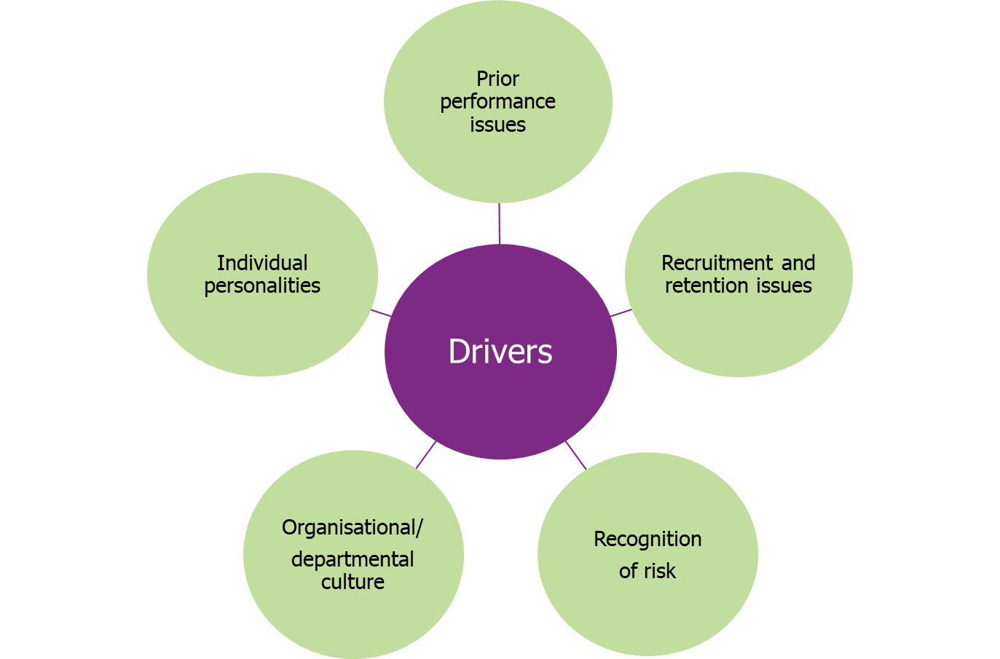 Prior
performance
issues
Individual
personalities
Recruitment and
retention issues
Drivers
Organisational/
departmental
culture
Recognition
of risk